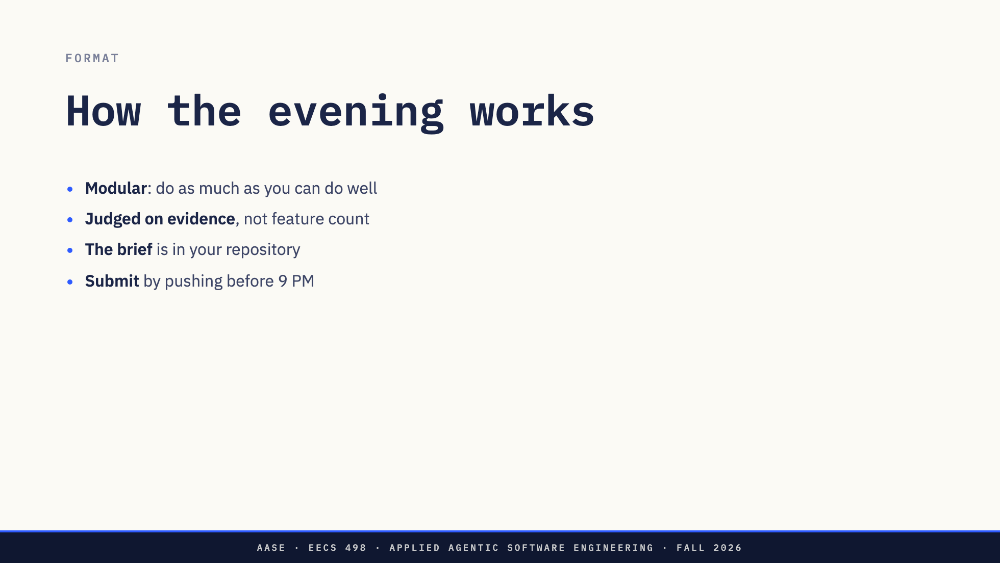 FORMAT
How the evening works
• Modular: do as much as you can do well
• Judged on evidence, not feature count
• The brief is in your repository
• Submit by pushing before 9 PM
AASE · EECS 498 · APPLIED AGENTIC SOFTWARE ENGINEERING · FALL 2026